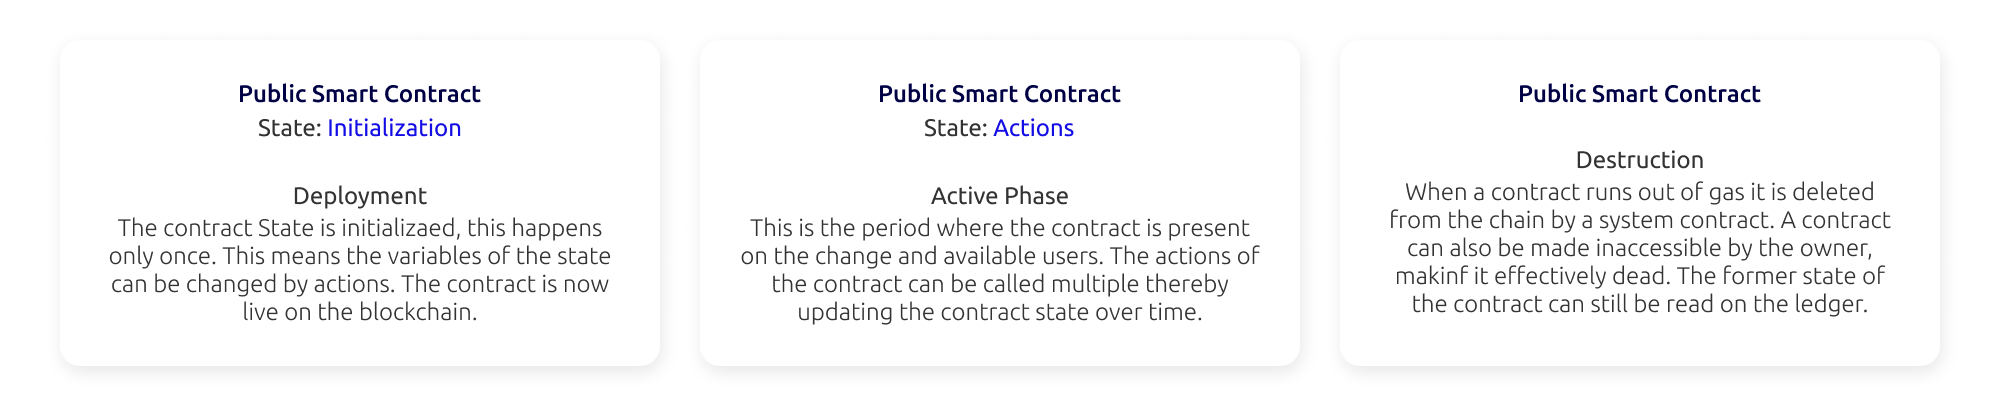 Public Smart Contract
State: Initialization
Deployment
The contract State is initializaed, this happens
only once. This means the variables of the state
can be changed by actions. The contract is now
live on the blockchain.
Public Smart Contract
State: Actions
Active Phase
This is the period where the contract is present
on the change and available users. The actions of
the contract can be called multiple thereby
updating the contract state over time.
Public Smart Contract
Destruction
When a contract runs out of gas it is deleted
from the chain by a system contract. A contract
can also be made inaccessible by the owner,
makinf it effectively dead. The former state of
the contract can still be read on the ledger.